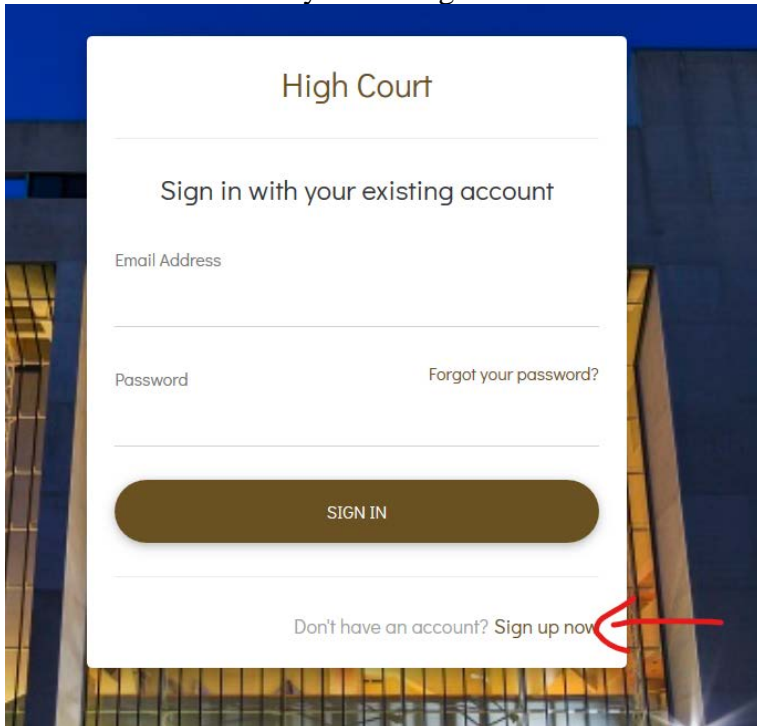 High Court
Sign in with your existing account
Email Address
Password
Forgot your password?
SIGN IN
Don't have an account? Sign up now